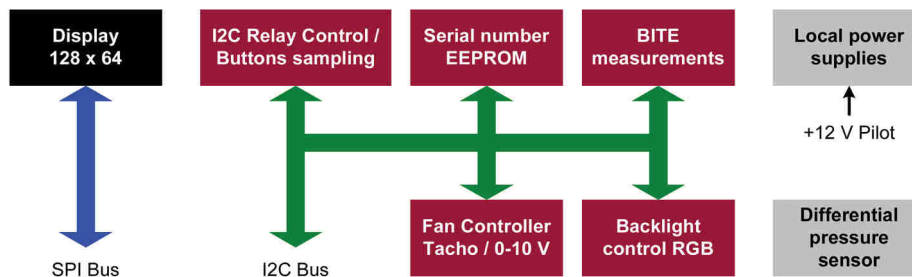 Display
128 x 64
I2C Relay Control /
Buttons sampling
Serial number
EEPROM
BITE
measurements
Local power
supplies
+12 V Pilot
Fan Controller
Tacho / 0-10 V
Backlight
control RGB
Differential
pressure
sensor
SPI Bus
I2C Bus